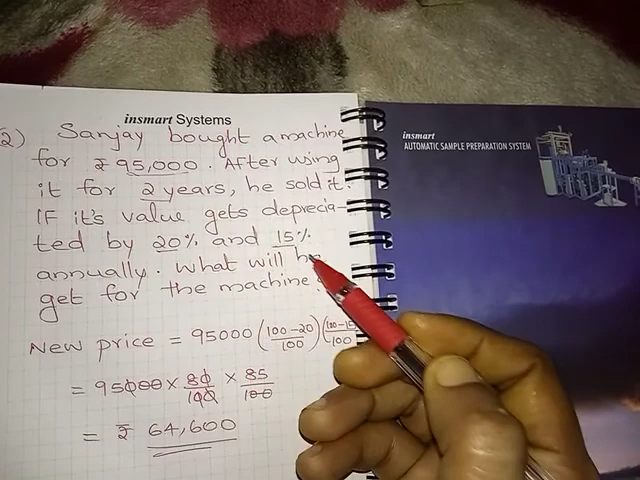 insmart Systems
2) Sanjay bought a machine
for ₹ 95,000. After using
it for 2 years, he sold it.
IF it's value gets deprecia-
ted by 20% and 15%
annually. What will he
get for the machine
New price = 95000 (100-20/100) (100-15/100
= 95000 × 80/100 × 85/100
= ₹ 64,600
insmart
AUTOMATIC SAMPLE PREPARATION SYSTEM